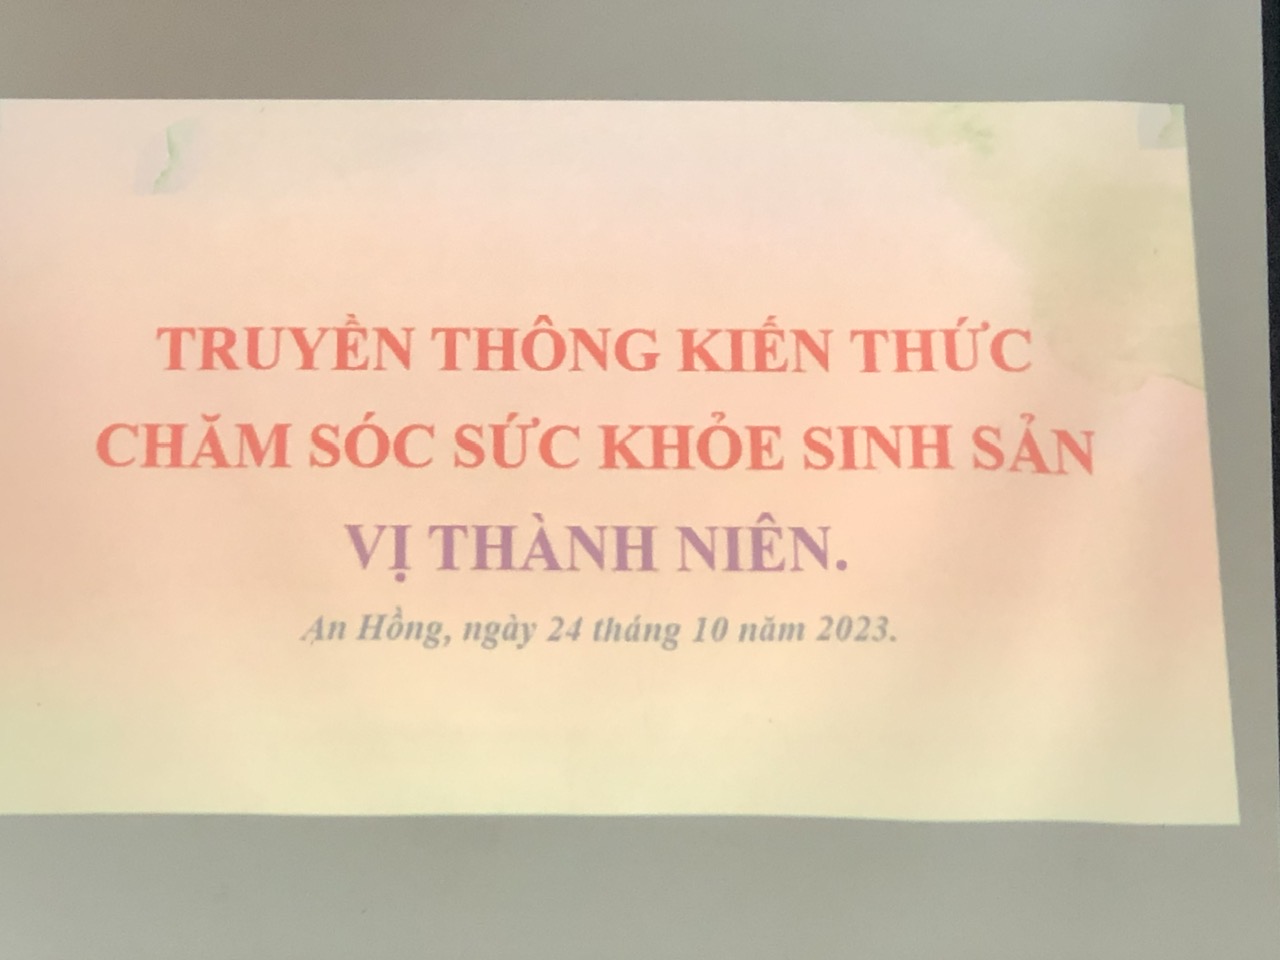 TRUYỀN THÔNG KIẾN THỨC
CHĂM SÓC SỨC KHỎE SINH SẢN
VỊ THÀNH NIÊN.
An Hồng, ngày 24 tháng 10 năm 2023.